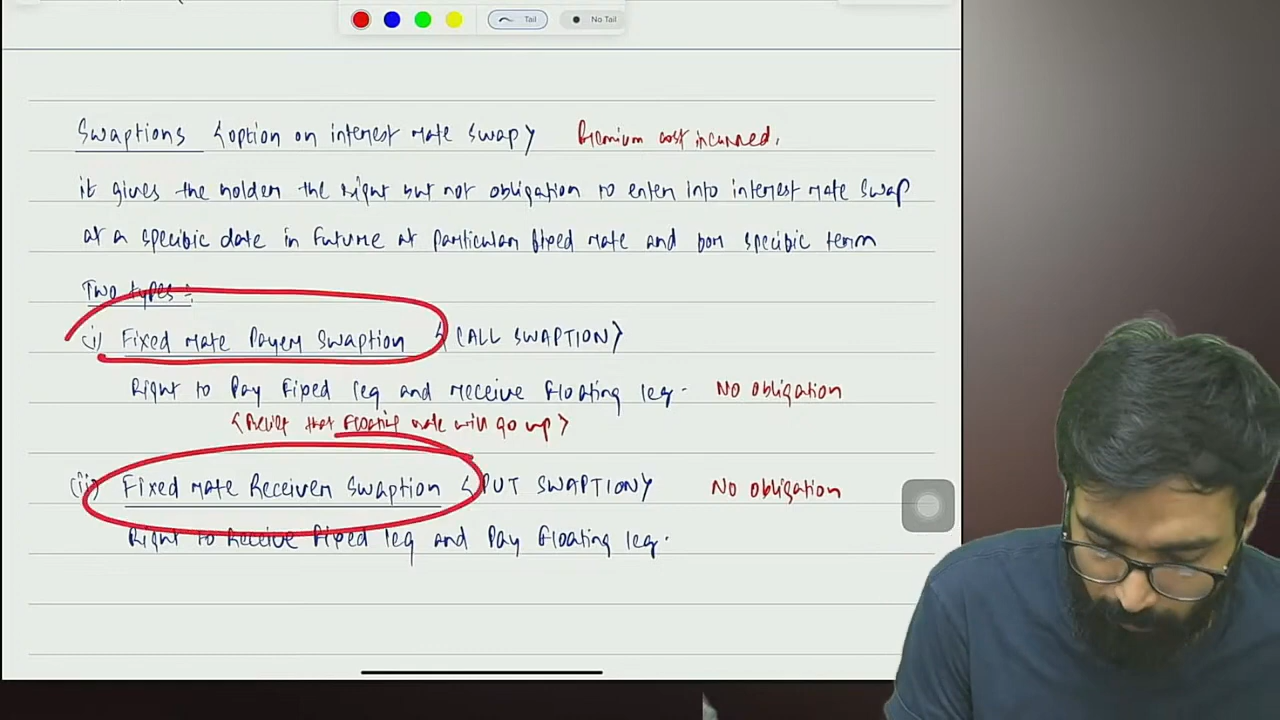 Tail
No Tail
Swaptions {option on interest rate swap} Premium cost incurred.
it gives the holder the right but not obligation to enter into interest rate swap
at a specific date in future at particular fixed rate and for specific term
Two types :-
(i) Fixed rate Payer Swaption {CALL SWAPTION}
Right to Pay Fixed leg and receive Floating leg. No obligation
{Belief that Floating rate will go up}
(ii) Fixed rate Receiver Swaption {PUT SWAPTION} No obligation
Right to Receive Fixed leg and Pay Floating leg.